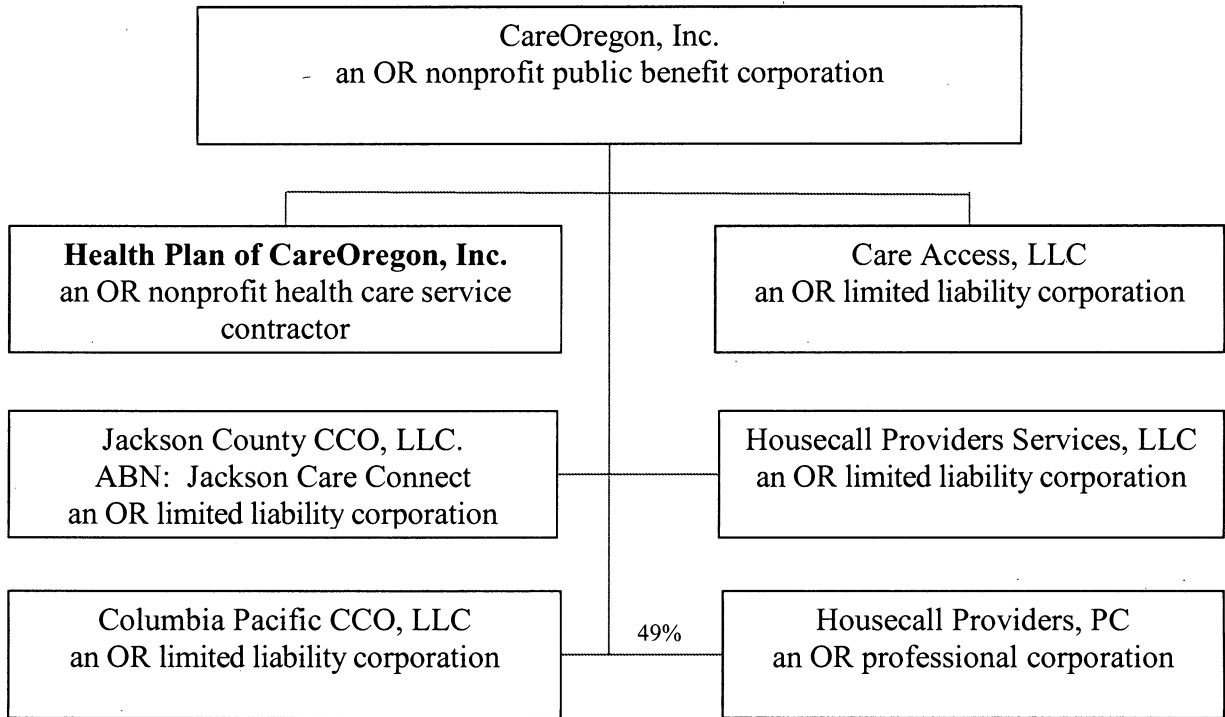 CareOregon, Inc.
an OR nonprofit public benefit corporation
Health Plan of CareOregon, Inc.
an OR nonprofit health care service
contractor
Care Access, LLC
an OR limited liability corporation
Jackson County CCO, LLC.
ABN: Jackson Care Connect
an OR limited liability corporation
Housecall Providers Services, LLC
an OR limited liability corporation
Columbia Pacific CCO, LLC
an OR limited liability corporation
49%
Housecall Providers, PC
an OR professional corporation